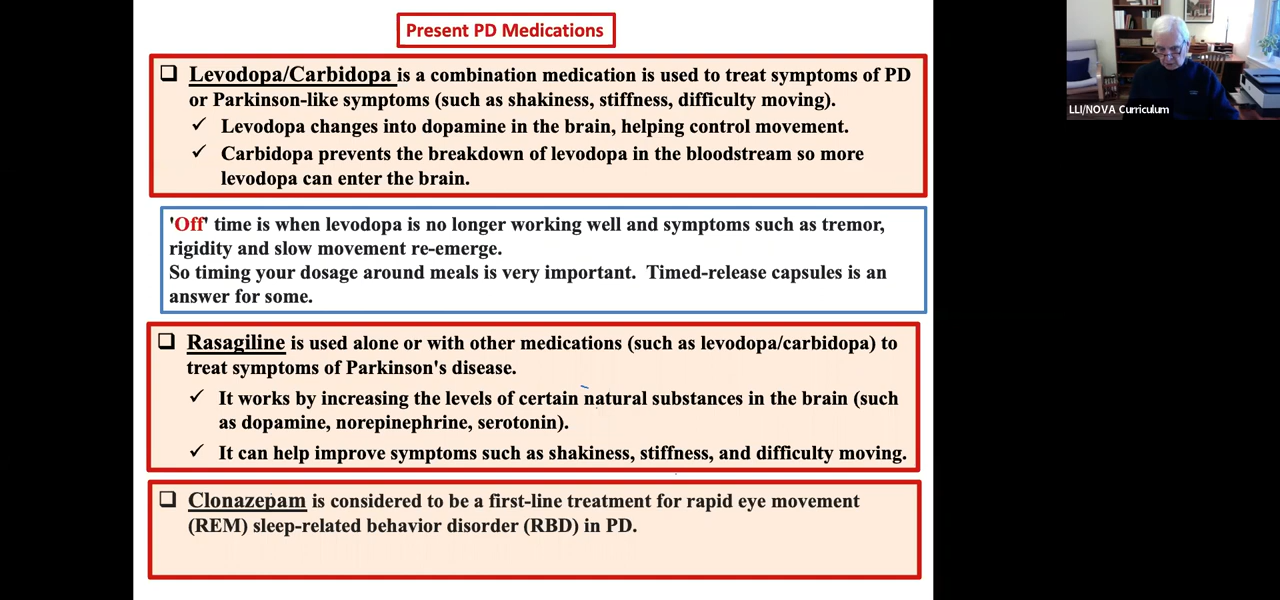 Present PD Medications
❑ Levodopa/Carbidopa is a combination medication is used to treat symptoms of PD
or Parkinson-like symptoms (such as shakiness, stiffness, difficulty moving).
✓ Levodopa changes into dopamine in the brain, helping control movement.
✓ Carbidopa prevents the breakdown of levodopa in the bloodstream so more
levodopa can enter the brain.
'Off' time is when levodopa is no longer working well and symptoms such as tremor,
rigidity and slow movement re-emerge.
So timing your dosage around meals is very important. Timed-release capsules is an
answer for some.
❑ Rasagiline is used alone or with other medications (such as levodopa/carbidopa) to
treat symptoms of Parkinson's disease.
✓ It works by increasing the levels of certain natural substances in the brain (such
as dopamine, norepinephrine, serotonin).
✓ It can help improve symptoms such as shakiness, stiffness, and difficulty moving.
❑ Clonazepam is considered to be a first-line treatment for rapid eye movement
(REM) sleep-related behavior disorder (RBD) in PD.
LLI/NOVA Curriculum